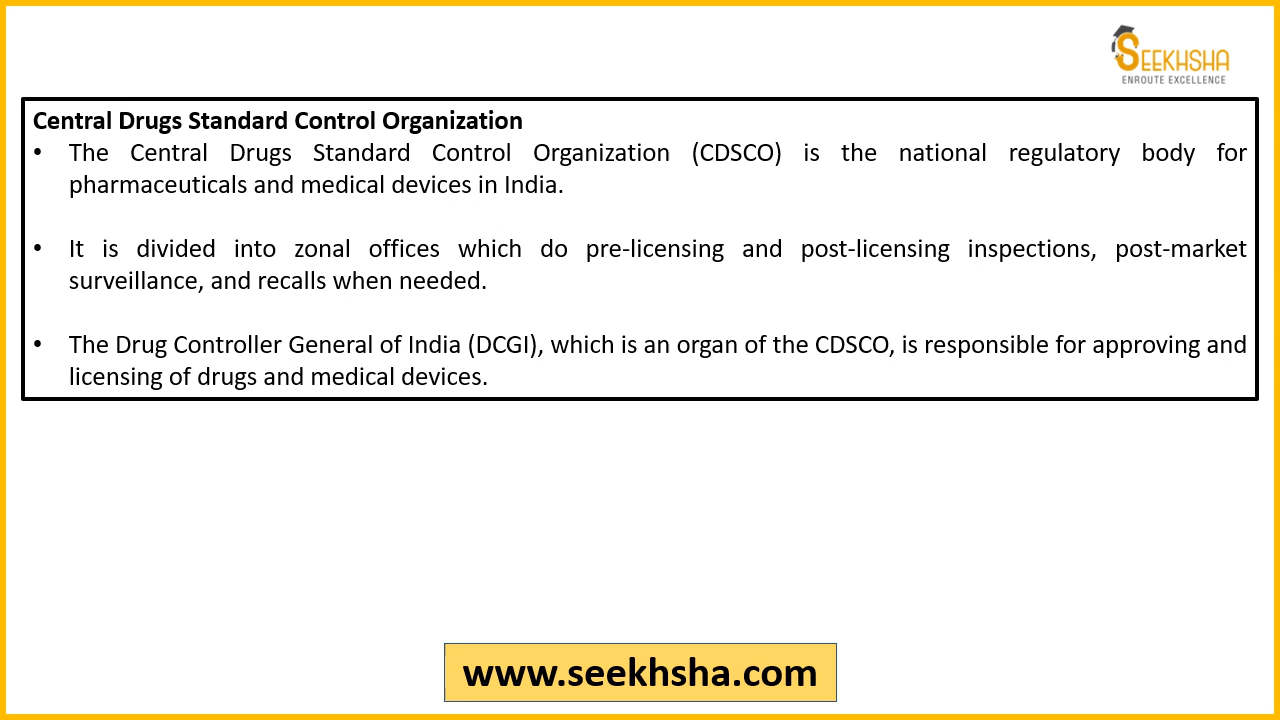 SEEKHSHA
ENROUTE EXCELLENCE
Central Drugs Standard Control Organization
• The Central Drugs Standard Control Organization (CDSCO) is the national regulatory body for
pharmaceuticals and medical devices in India.
• It is divided into zonal offices which do pre-licensing and post-licensing inspections, post-market
surveillance, and recalls when needed.
• The Drug Controller General of India (DCGI), which is an organ of the CDSCO, is responsible for approving and
licensing of drugs and medical devices.
www.seekhsha.com